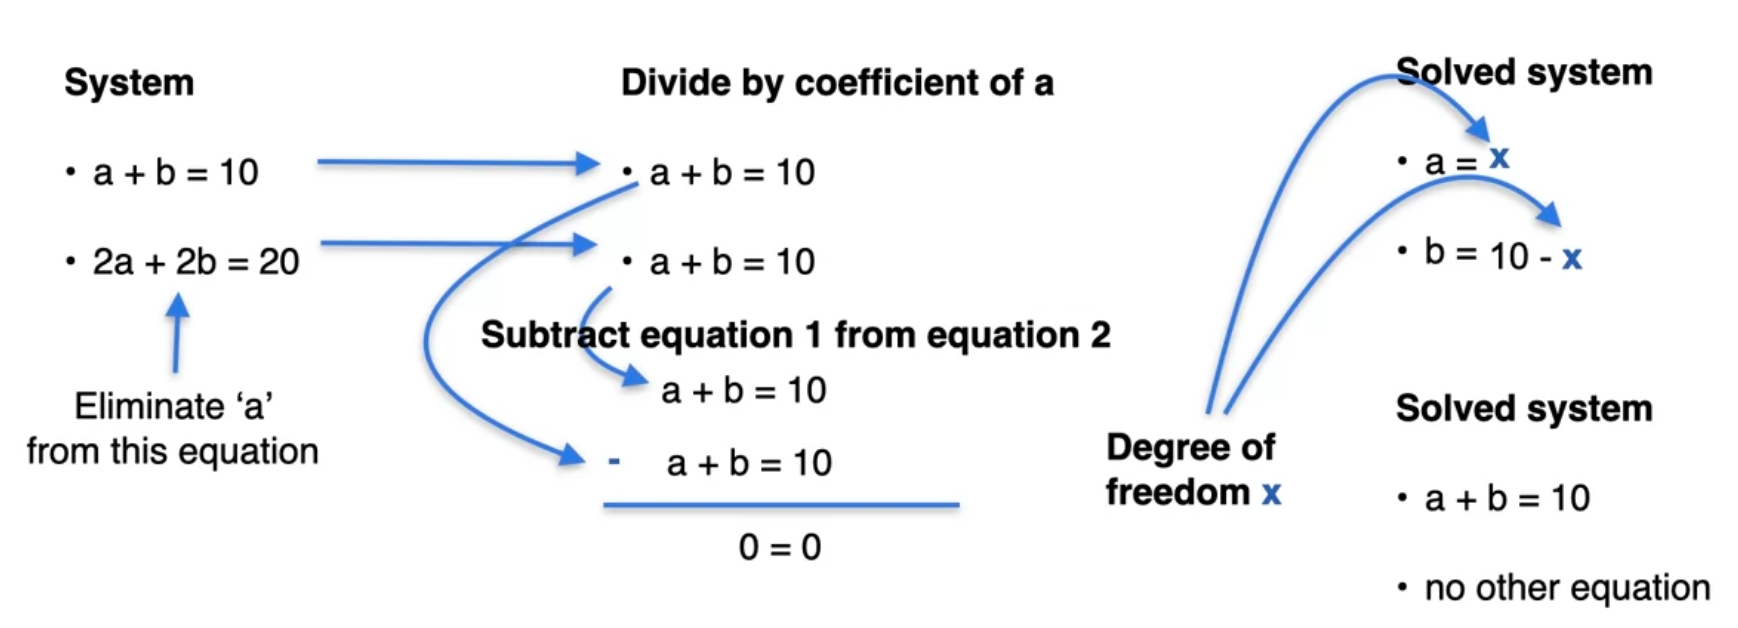 System
• a + b = 10
• 2a + 2b = 20
Eliminate ‘a’
from this equation
Divide by coefficient of a
• a + b = 10
• a + b = 10
Subtract equation 1 from equation 2
a + b = 10
- a + b = 10
0 = 0
Degree of
freedom x
Solved system
• a = x
• b = 10 - x
Solved system
• a + b = 10
• no other equation